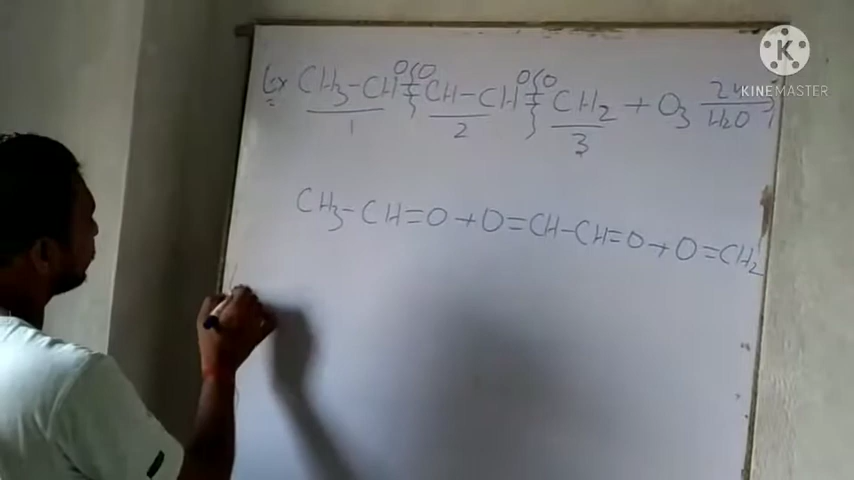 Ex CH3-CH=CH-CH=CH2 + O3 Zn/H2O
1 2 3
CH3-CH=O+O=CH-CH=O+O=CH2
KINEMASTER